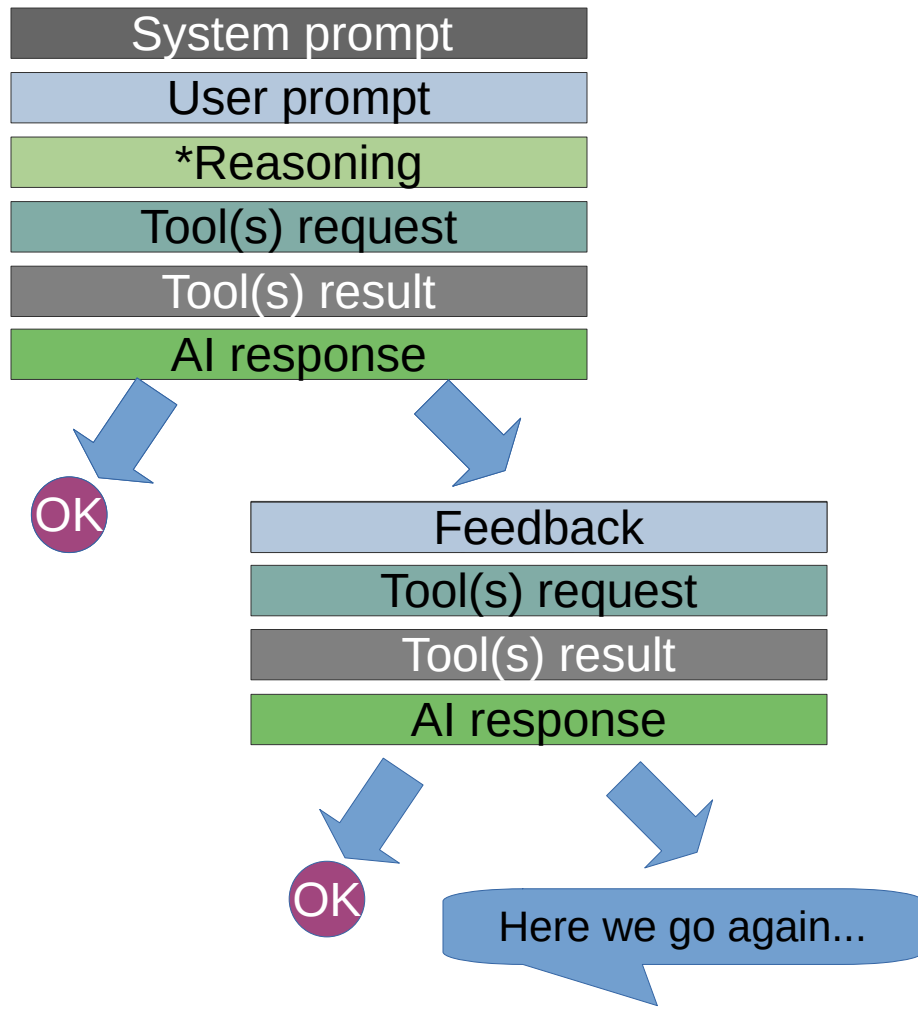 System prompt
User prompt
*Reasoning
Tool(s) request
Tool(s) result
AI response
OK
Feedback
Tool(s) request
Tool(s) result
AI response
OK
Here we go again...